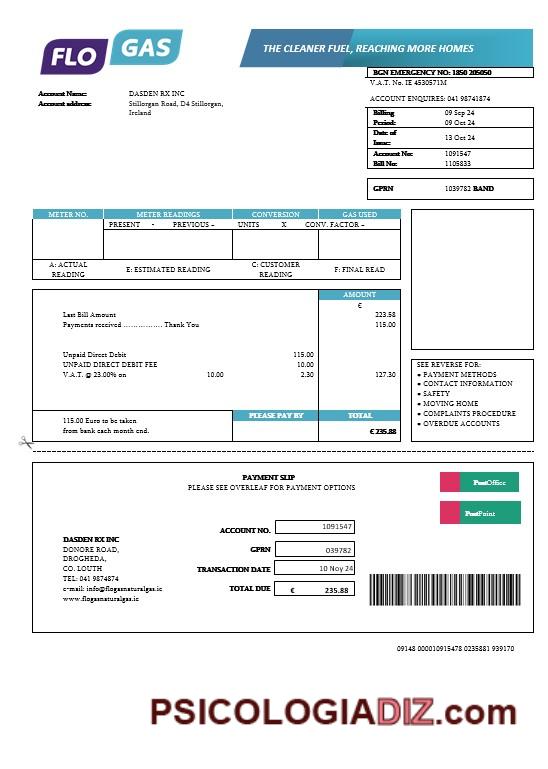 FLO GAS
THE CLEANER FUEL, REACHING MORE HOMES
BGN EMERGENCY NO: 1850 205050
V.A.T. No. IE 4530571M
Account Name: DASDEN RX INC
Account address: Stillorgan Road, D4 Stillorgan,
Ireland
ACCOUNT ENQUIRES: 041 98741874
Billing 09 Sep 24
Period: 09 Oct 24
Date of
Issue: 13 Oct 24
Account No: 1091547
Bill No: 1105833
GPRN 1039782 BAND
METER NO. METER READINGS CONVERSION GAS USED
PRESENT - PREVIOUS = UNITS X CONV. FACTOR =
A: ACTUAL READING E: ESTIMATED READING C: CUSTOMER READING F: FINAL READ
AMOUNT
€
Last Bill Amount 223.58
Payments received ................ Thank You 115.00
Unpaid Direct Debit 115.00
UNPAID DIRECT DEBIT FEE 10.00
V.A.T. @ 23.00% on 10.00 2.30 127.30
SEE REVERSE FOR:
● PAYMENT METHODS
● CONTACT INFORMATION
● SAFETY
● MOVING HOME
● COMPLAINTS PROCEDURE
● OVERDUE ACCOUNTS
115.00 Euro to be taken
from bank each month end.
PLEASE PAY BY TOTAL
€ 235.88
PAYMENT SLIP
PLEASE SEE OVERLEAF FOR PAYMENT OPTIONS
PostOffice
PostPoint
ACCOUNT NO. 1091547
GPRN 039782
TRANSACTION DATE 10 Noy 24
TOTAL DUE € 235.88
DASDEN RX INC
DONORE ROAD,
DROGHEDA,
CO. LOUTH
TEL: 041 9874874
e-mail: info@flogasnaturalgas.ie
www.flogasnaturalgas.ie
09148 000010915478 0235881 939170
PSICOLOGIADIZ.com